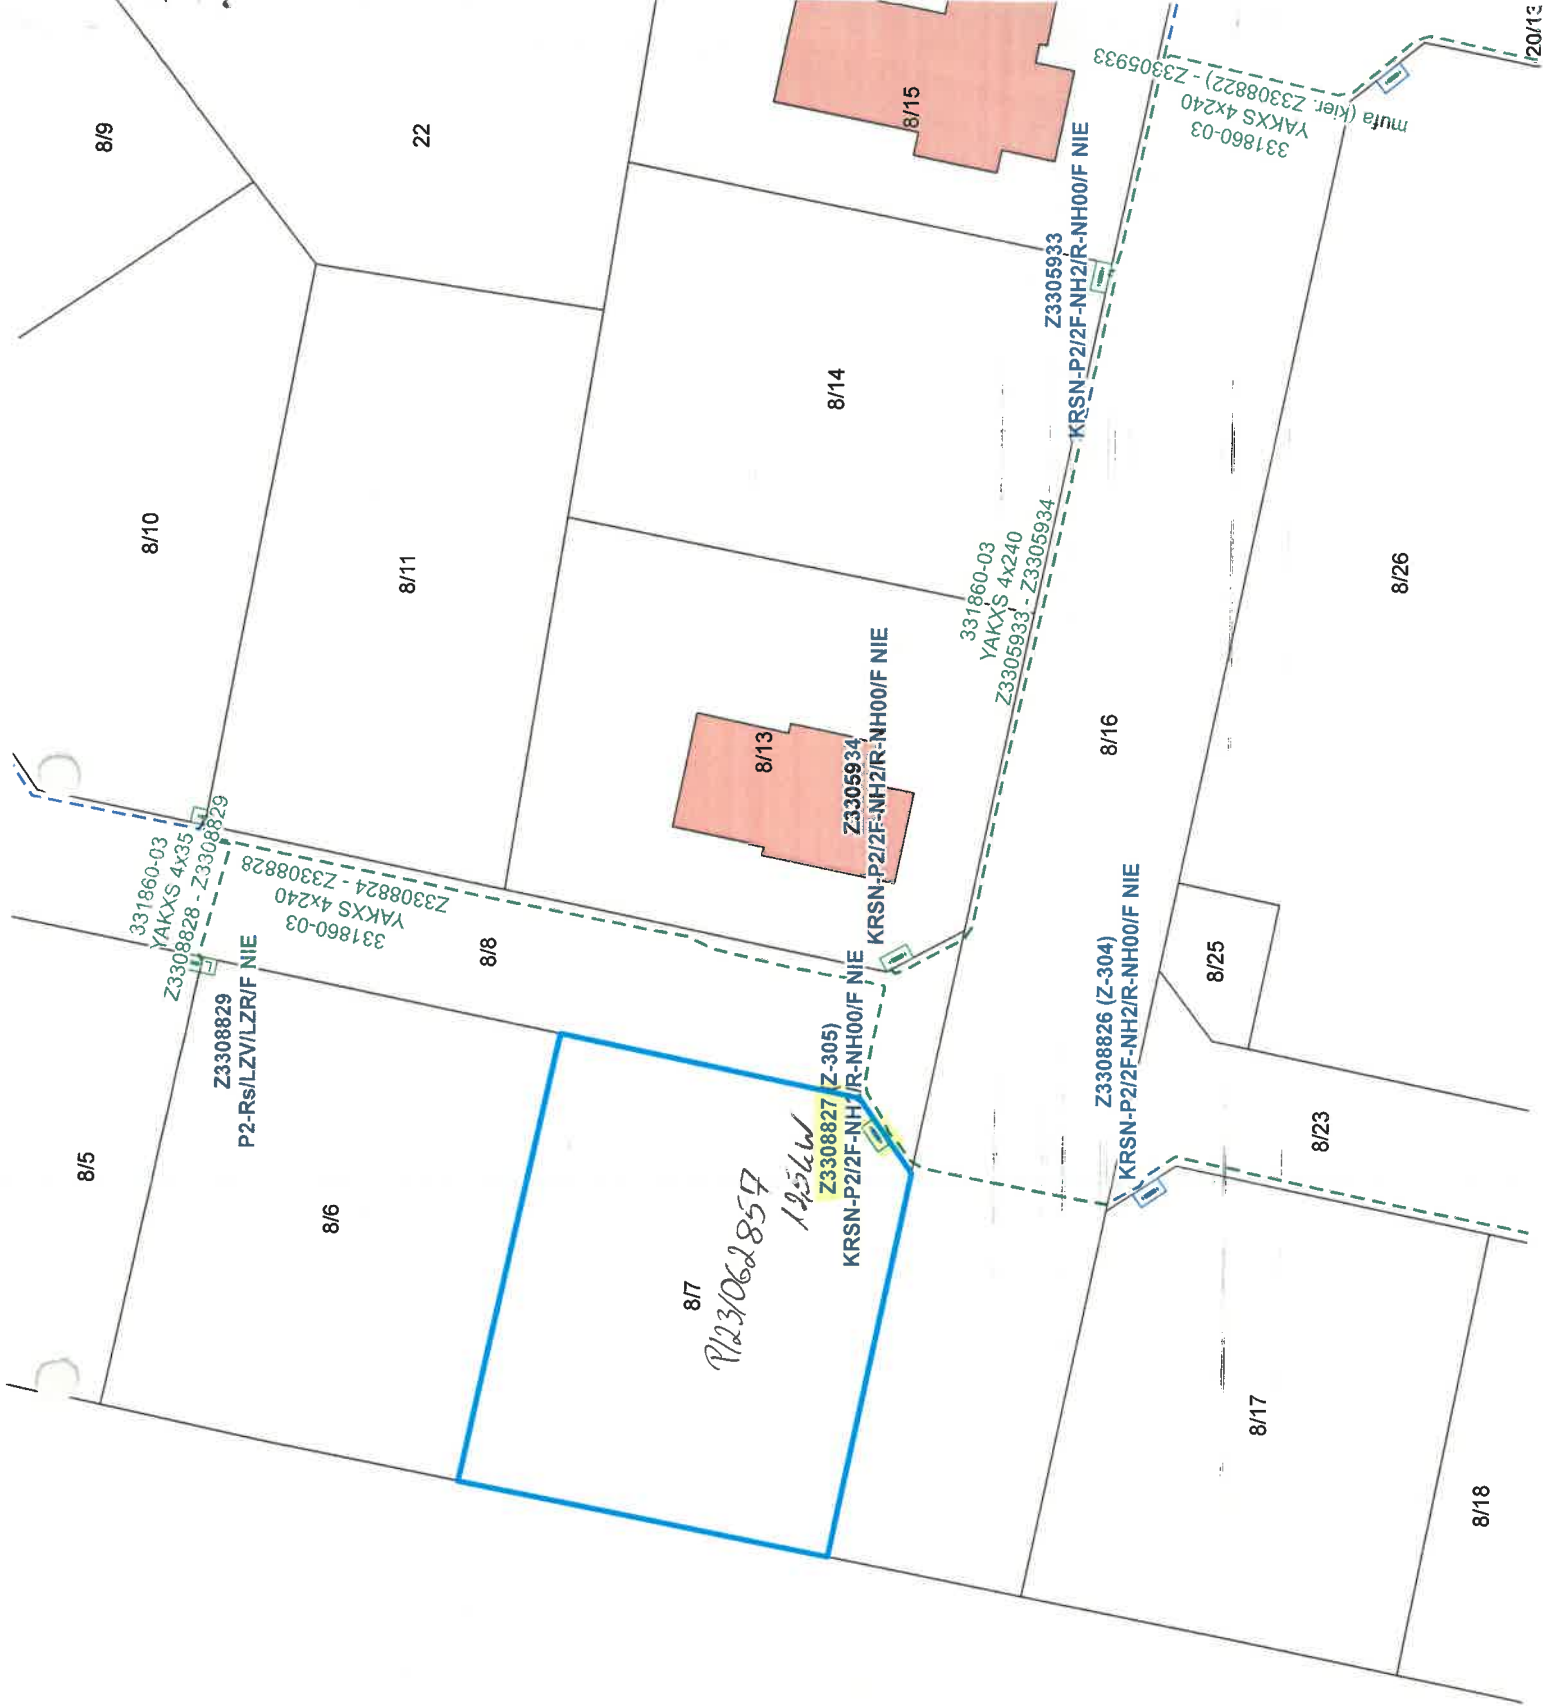 8/9
22
8/15
20/13
mufa (kier. Z3308822) - Z3305933
YAKXS 4x240
331860-03
8/10
8/11
8/14
Z3305933
KRSN-P2/2F-NH2/R-NH00/F NIE
331860-03
YAKXS 4x240
Z3305933 - Z3305934
8/26
8/13
Z3305934
KRSN-P2/2F-NH2/R-NH00/F NIE
8/16
331860-03
YAKXS 4x35
Z3308828 - Z3308829
Z3308824 - Z3308828
YAKXS 4x240
331860-03
8/8
Z3308829
P2-Rs/LZV/LZR/F NIE
8/25
Z3308827 (Z-305)
KRSN-P2/2F-NH2/R-NH00/F NIE
Z3308826 (Z-304)
KRSN-P2/2F-NH2/R-NH00/F NIE
8/5
8/6
8/7
P/23/062857
12,5kW
8/23
8/17
8/18